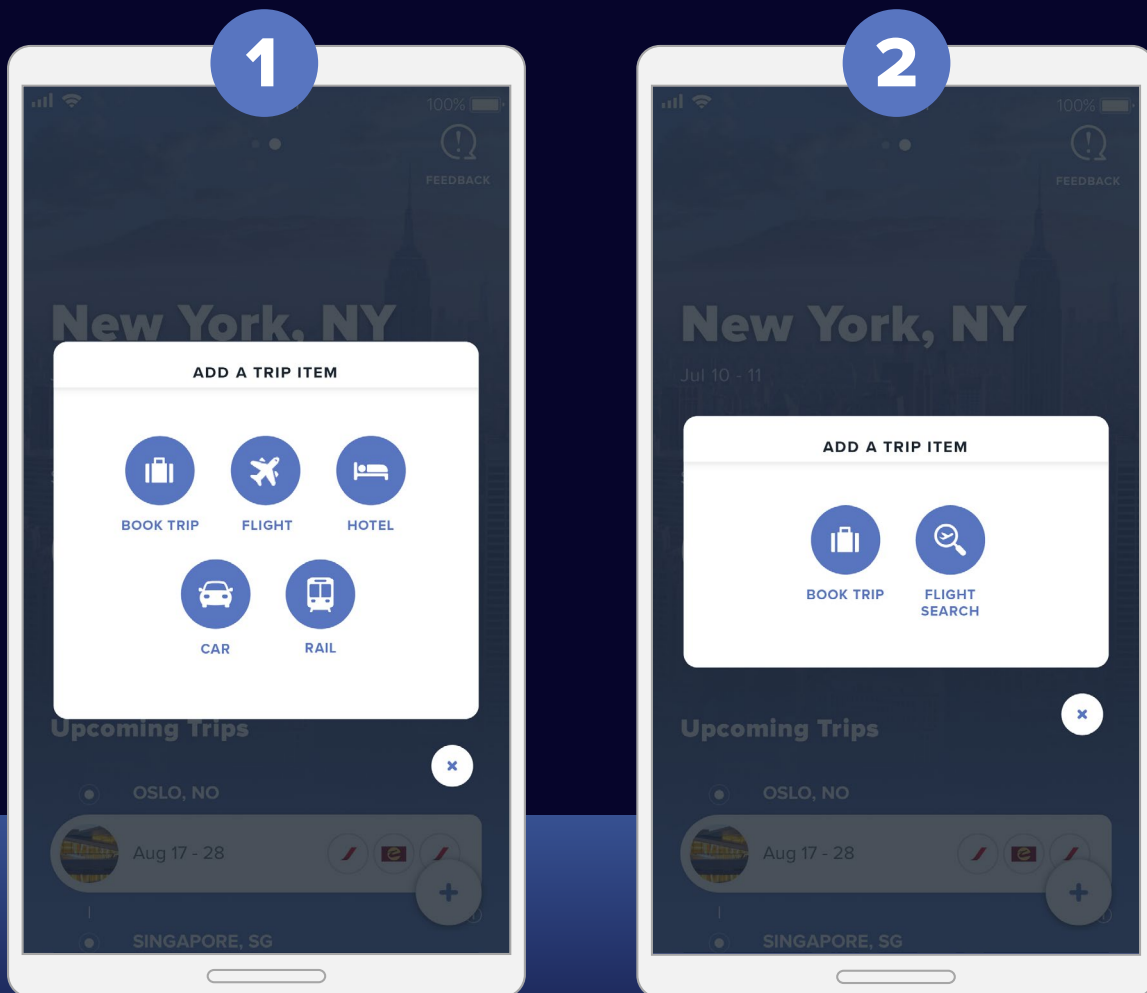 1
100%
FEEDBACK
New York, NY
ADD A TRIP ITEM
BOOK TRIP FLIGHT HOTEL
CAR RAIL
Upcoming Trips
OSLO, NO
Aug 17 - 28
e
+
SINGAPORE, SG
2
100%
FEEDBACK
New York, NY
Jul 10 - 11
ADD A TRIP ITEM
BOOK TRIP FLIGHT
SEARCH
Upcoming Trips
OSLO, NO
Aug 17 - 28
e
+
SINGAPORE, SG